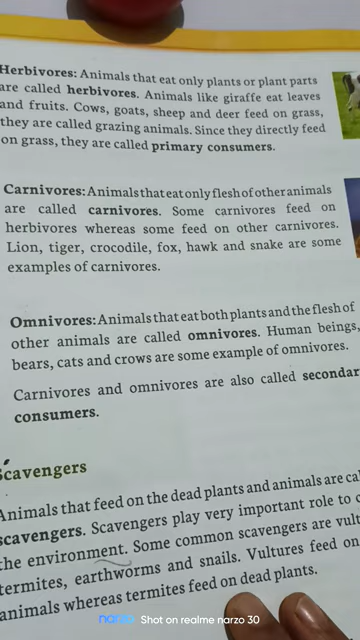 Herbivores: Animals that eat only plants or plant parts
are called herbivores. Animals like giraffe eat leaves
and fruits. Cows, goats, sheep and deer feed on grass,
they are called grazing animals. Since they directly feed
on grass, they are called primary consumers.
Carnivores: Animals that eat only flesh of other animals
are called carnivores. Some carnivores feed on
herbivores whereas some feed on other carnivores.
Lion, tiger, crocodile, fox, hawk and snake are some
examples of carnivores.
Omnivores: Animals that eat both plants and the flesh of
other animals are called omnivores. Human beings,
bears, cats and crows are some example of omnivores.
Carnivores and omnivores are also called secondar
consumers.
Scavengers
Animals that feed on the dead plants and animals are cal
scavengers. Scavengers play very important role to c
the environment. Some common scavengers are vult
termites, earthworms and snails. Vultures feed on
animals whereas termites feed on dead plants.
narzo Shot on realme narzo 30